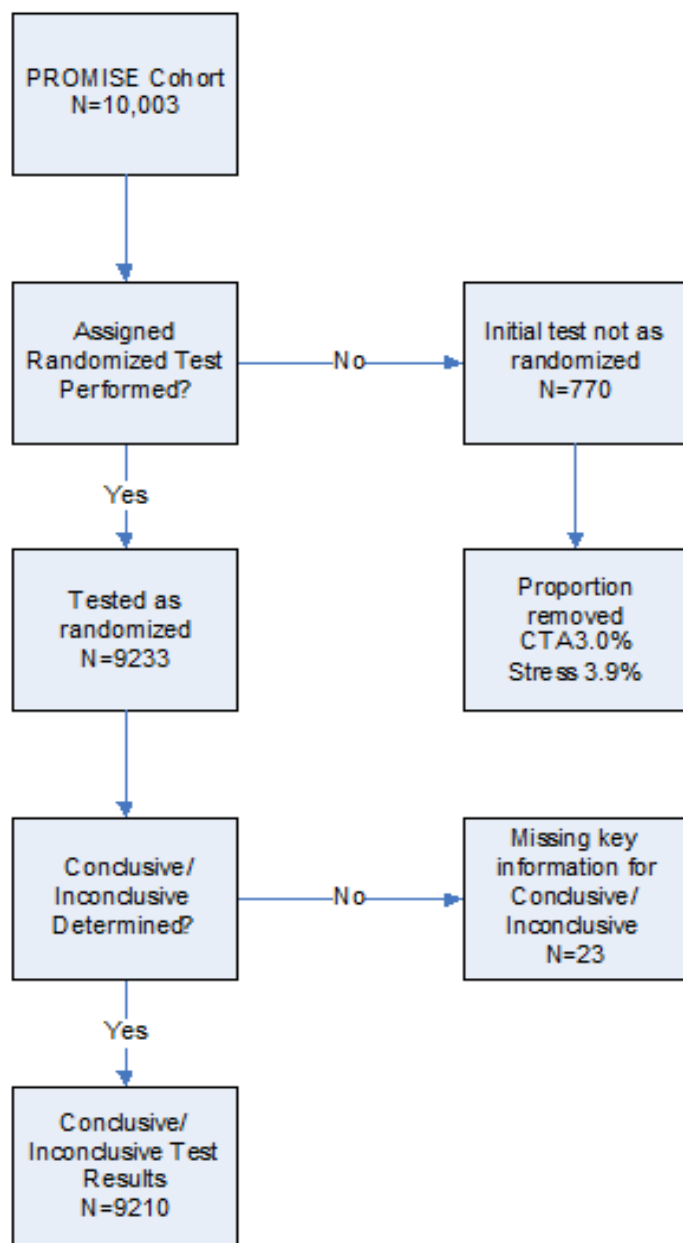 PROMISE Cohort
N=10,003
Assigned
Randomized Test
Performed?
No
Initial test not as
randomized
N=770
Yes
Tested as
randomized
N=9233
Proportion
removed
CTA3.0%
Stress 3.9%
Conclusive/
Inconclusive
Determined?
No
Missing key
information for
Conclusive/
Inconclusive
N=23
Yes
Conclusive/
Inconclusive Test
Results
N=9210